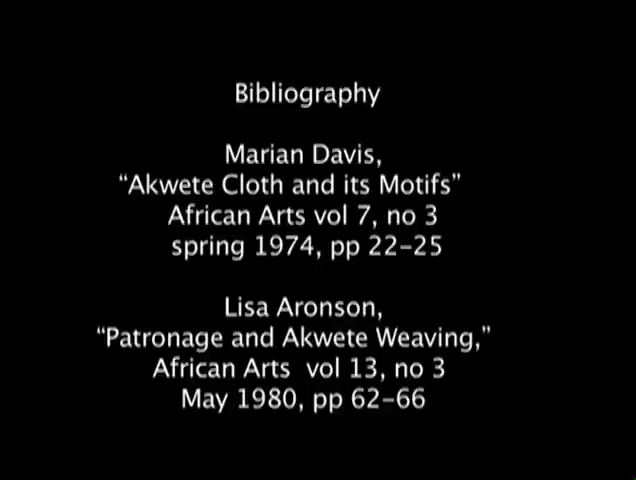 Bibliography
Marian Davis,
“Akwete Cloth and its Motifs”
African Arts vol 7, no 3
spring 1974, pp 22–25
Lisa Aronson,
“Patronage and Akwete Weaving,”
African Arts  vol 13, no 3
May 1980, pp 62–66